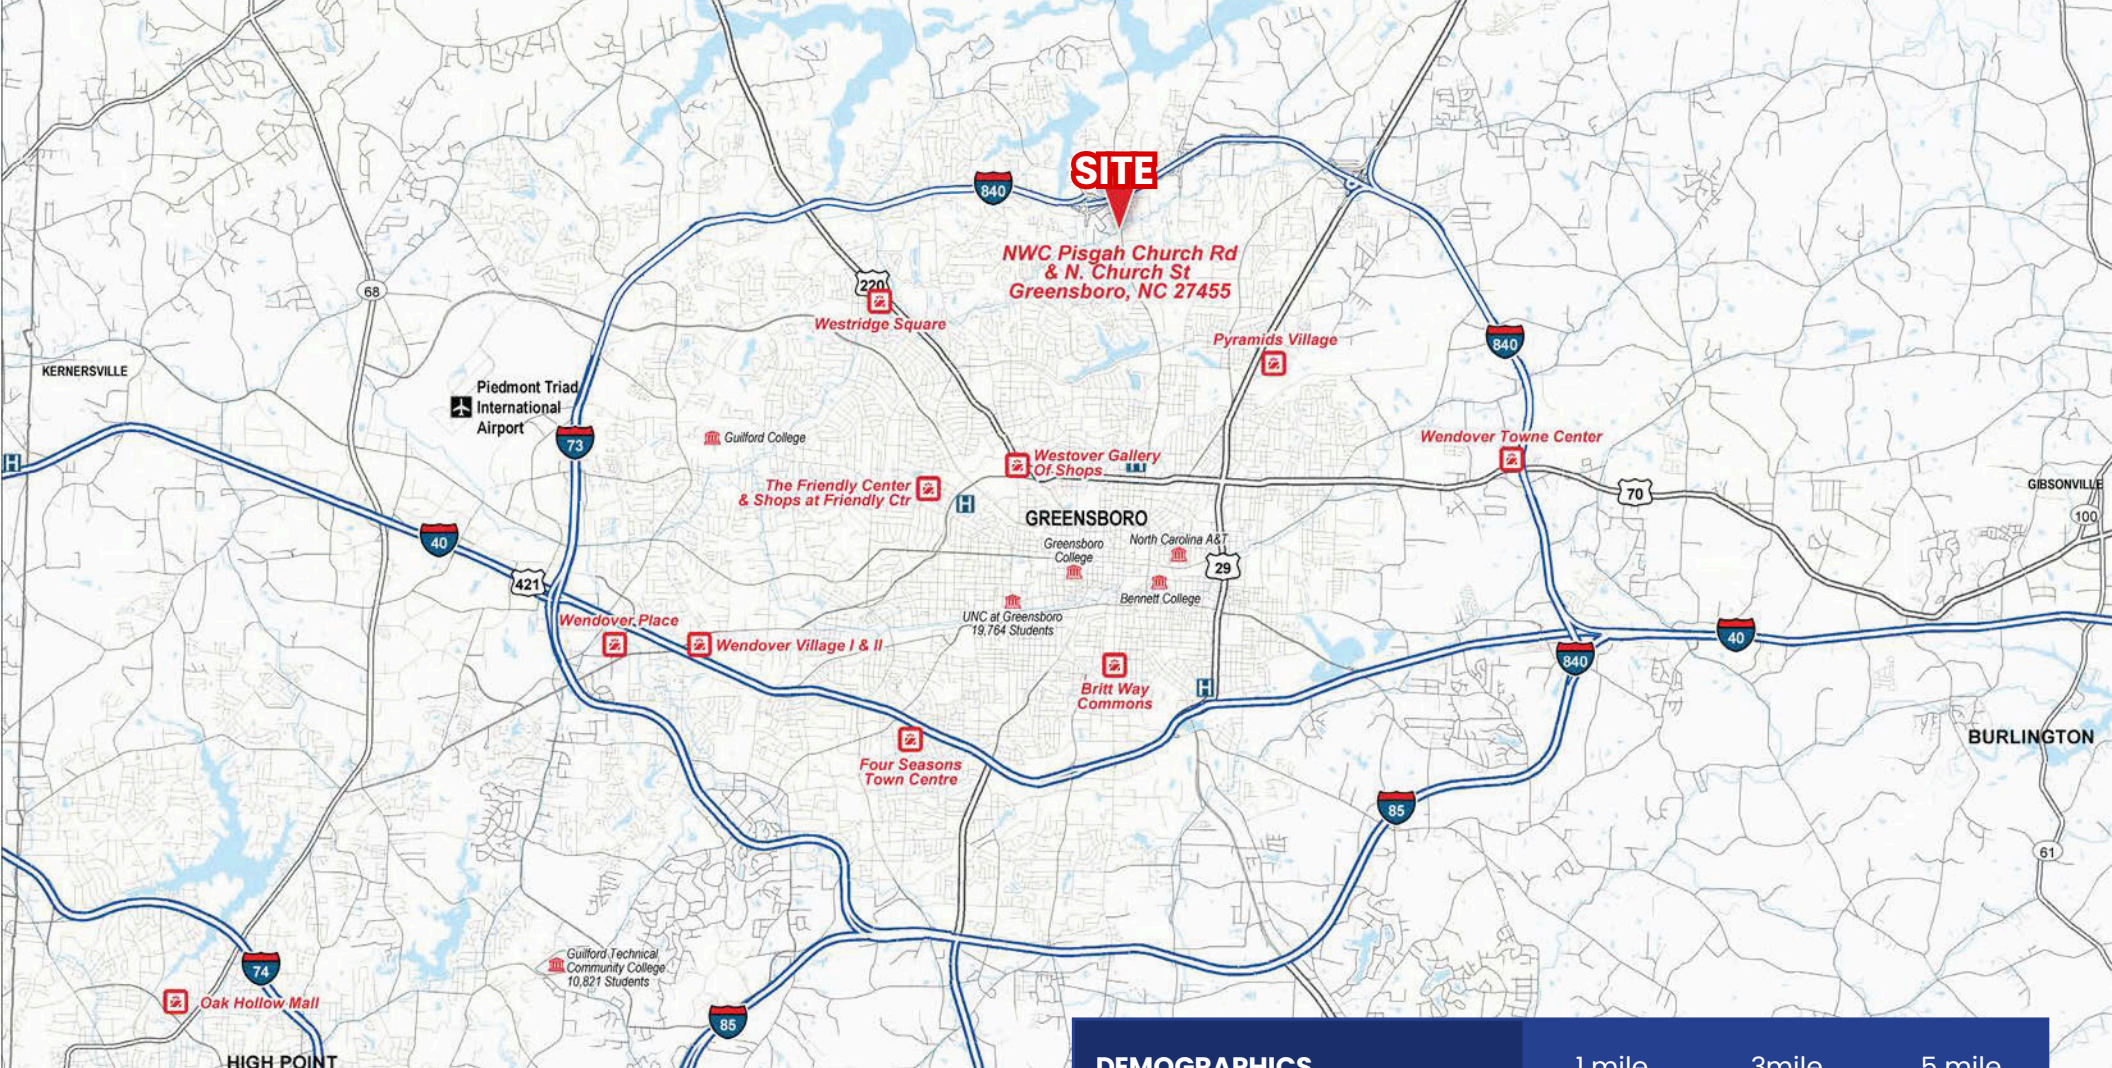 840
SITE
NWC Pisgah Church Rd
& N. Church St
Greensboro, NC 27455
68
220
Westridge Square
Pyramids Village
840
KERNERSVILLE
Piedmont Triad
International
Airport
73
Guilford College
Wendover Towne Center
Westover Gallery
Of Shops
The Friendly Center
& Shops at Friendly Ctr
H
H
70
GIBSONVILLE
100
GREENSBORO
40
Greensboro
College
North Carolina A&T
29
421
Bennett College
UNC at Greensboro
19,764 Students
Wendover Place
Wendover Village I & II
40
840
Britt Way
Commons
H
BURLINGTON
Four Seasons
Town Centre
85
61
74
Guilford Technical
Community College
10,821 Students
Oak Hollow Mall
85
HIGH POINT
DEMOGRAPHICS 1 mile 3mile 5 mile